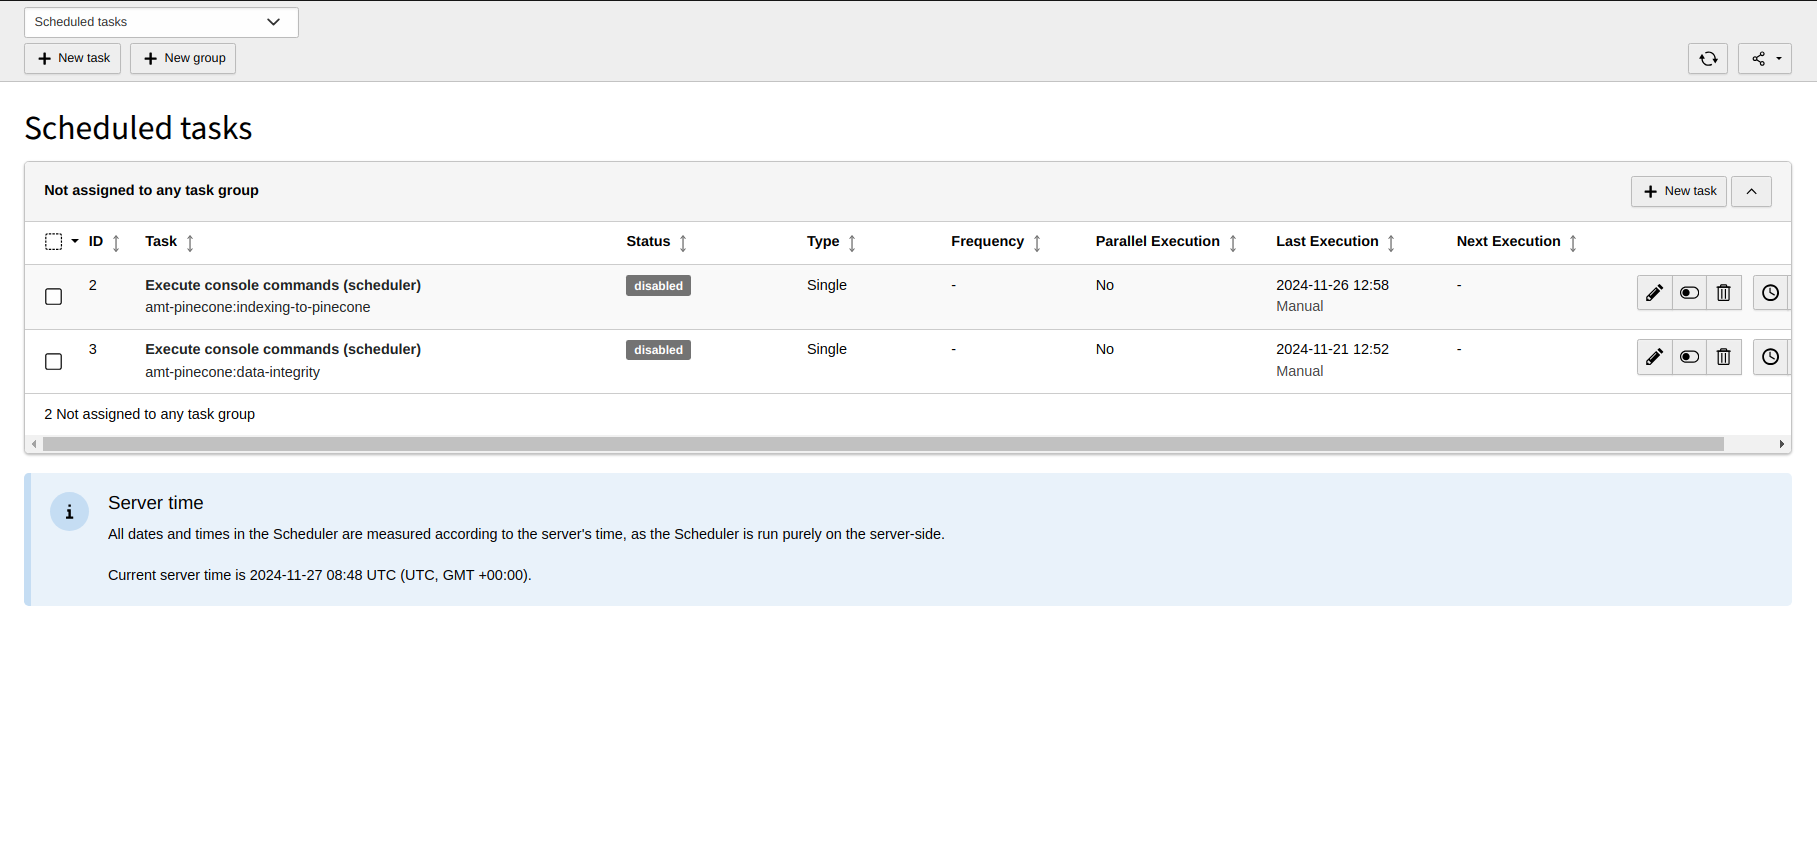 Scheduled tasks
New task New group
Scheduled tasks
Not assigned to any task group New task
ID Task Status Type Frequency Parallel Execution Last Execution Next Execution
2 Execute console commands (scheduler) disabled Single - No 2024-11-26 12:58 -
amt-pinecone:indexing-to-pinecone Manual
3 Execute console commands (scheduler) disabled Single - No 2024-11-21 12:52 -
amt-pinecone:data-integrity Manual
2 Not assigned to any task group
Server time
All dates and times in the Scheduler are measured according to the server's time, as the Scheduler is run purely on the server-side.
Current server time is 2024-11-27 08:48 UTC (UTC, GMT +00:00).